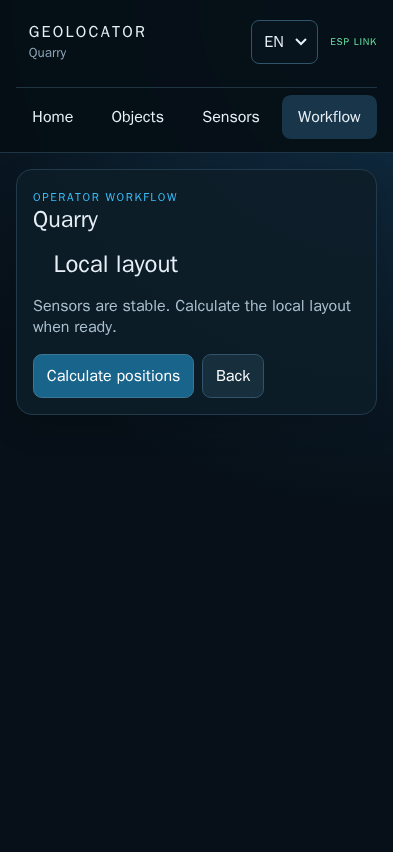 GEOLOCATOR
Quarry
EN
ESP LINK
Home
Objects
Sensors
Workflow
OPERATOR WORKFLOW
Quarry
Local layout
Sensors are stable. Calculate the local layout
when ready.
Calculate positions
Back